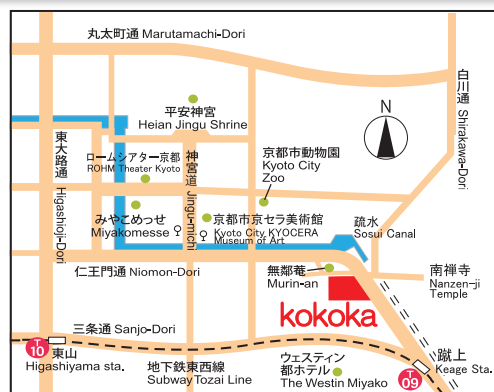 丸太町通 Marutamachi-Dori
白川通 Shirakawa-Dori
N
平安神宮
Heian Jingu Shrine
東大路通 Higashioji-Dori
ロームシアター京都
ROHM Theater Kyoto
神宮道 Jingu-michi
京都市動物園
Kyoto City
Zoo
みやこめっせ
Miyakomesse
京都市京セラ美術館
Kyoto City KYOCERA
Museum of Art
疏水
Sosui Canal
仁王門通 Niomon-Dori
無鄰菴
Murin-an
南禅寺
Nanzen-ji
Temple
kokoka
三条通 Sanjo-Dori
T
10
東山
Higashiyama sta.
地下鉄東西線
Subway Tozai Line
ウェスティン
都ホテル
The Westin Miyako
T
09
蹴上
Keage Sta.